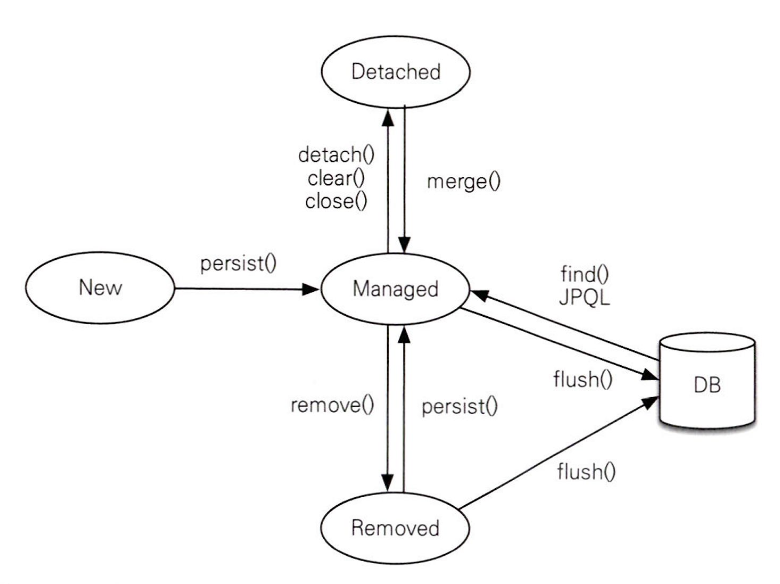 Detached
detach()
clear()
close()
merge()
New
persist()
Managed
find()
JPQL
flush()
DB
remove()
persist()
flush()
Removed